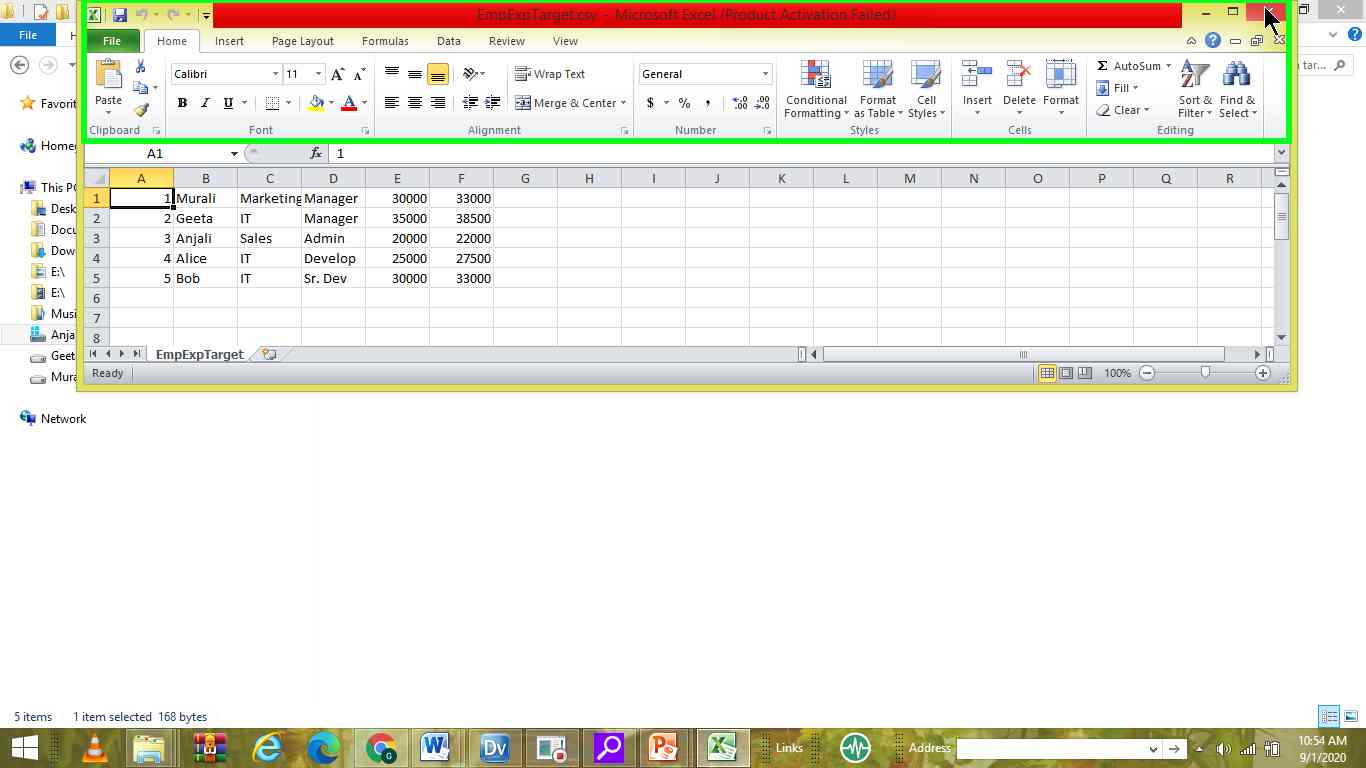 EmpExpTarget.csv - Microsoft Excel (Product Activation Failed)
File
File Home Insert Page Layout Formulas Data Review View
Calibri 11 Wrap Text General AutoSum
Paste Conditional Formatting Format as Table Cell Styles Insert Delete Format Fill Sort & Filter Find & Select
B I U Merge & Center $ % , Clear
Clipboard Font Alignment Number Styles Cells Editing
A1 fx 1
A B C D E F G H I J K L M N O P Q R
1 1 Murali Marketing Manager 30000 33000
2 2 Geeta IT Manager 35000 38500
3 3 Anjali Sales Admin 20000 22000
4 4 Alice IT Develop 25000 27500
5 5 Bob IT Sr. Dev 30000 33000
6
7
8
EmpExpTarget
Ready 100%
Favorit
Home
This PC
Desk
Docu
Dow
E:\
E:\
Musi
Anja
Geet
Mura
Network
5 items 1 item selected 168 bytes
Links Address 10:54 AM
9/1/2020